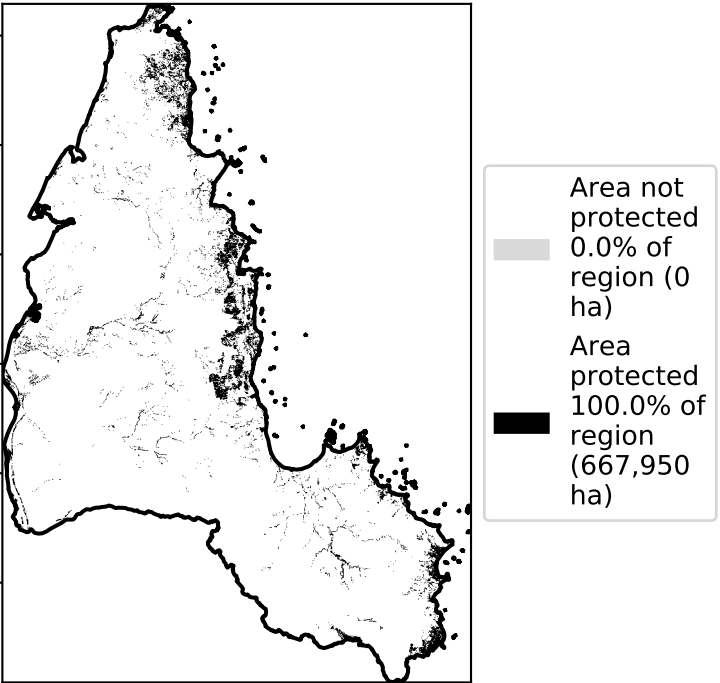 Area not
protected
0.0% of
region (0
ha)
Area
protected
100.0% of
region
(667,950
ha)